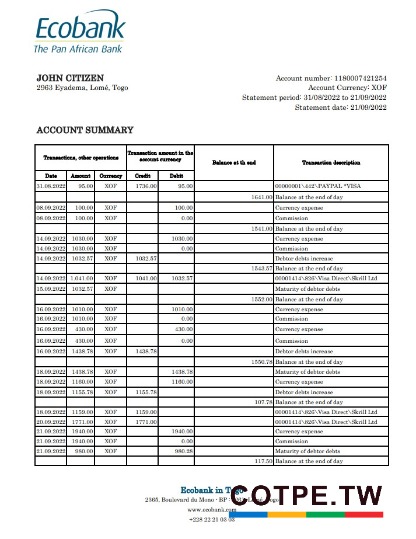 Ecobank
The Pan African Bank
JOHN CITIZEN
2963 Eyadema, Lomé, Togo
Account number: 1180007421254
Account Currency: XOF
Statement period: 31/08/2022 to 21/09/2022
Statement date: 21/09/2022
ACCOUNT SUMMARY
Transactions, other operations Transaction amount in the account currency Balance at th end Transaction description
Date Amount Currency Credit Debit
31.08.2022 95.00 XOF 1736.00 95.00 00000001\442\PAYPAL *VISA
1641.00 Balance at the end of day
08.09.2022 100.00 XOF 100.00 Currency expense
08.09.2022 100.00 XOF 0.00 Commission
1541.00 Balance at the end of day
14.09.2022 1030.00 XOF 1030.00 Currency expense
14.09.2022 1030.00 XOF 0.00 Commission
14.09.2022 1032.57 XOF 1032.57 Debtor debts increase
1543.57 Balance at the end of day
14.09.2022 1,041.00 XOF 1041.00 1032.57 00001414\826\Visa Direct\Skrill Ltd
15.09.2022 1032.57 XOF Maturity of debtor debts
1552.00 Balance at the end of day
16.09.2022 1010.00 XOF 1010.00 Currency expense
16.09.2022 1010.00 XOF 0.00 Commission
16.09.2022 430.00 XOF 430.00 Currency expense
16.09.2022 430.00 XOF 0.00 Commission
16.09.2022 1438.78 XOF 1438.78 Debtor debts increase
1550.78 Balance at the end of day
18.09.2022 1438.78 XOF 1438.78 Maturity of debtor debts
18.09.2022 1160.00 XOF 1160.00 Currency expense
18.09.2022 1155.78 XOF 1155.78 Debtor debts increase
107.78 Balance at the end of day
18.09.2022 1159.00 XOF 1159.00 00001414\826\Visa Direct\Skrill Ltd
20.09.2022 1771.00 XOF 1771.00 00001414\826\Visa Direct\Skrill Ltd
21.09.2022 1940.00 XOF 1940.00 Currency expense
21.09.2022 1940.00 XOF 0.00 Commission
21.09.2022 980.00 XOF 980.28 Maturity of debtor debts
117.50 Balance at the end of day
Ecobank in
COTPE.TW
2365, Boulevard du Mono - BP
www.ecobank.com
+228 22 21 03 03